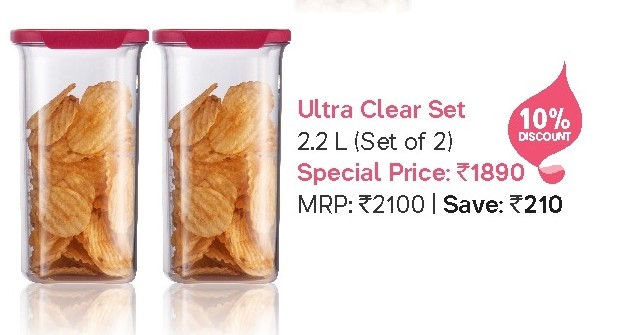 Ultra Clear Set
2.2 L (Set of 2)
Special Price: ₹1890
MRP: ₹2100 | Save: ₹210
10%
DISCOUNT